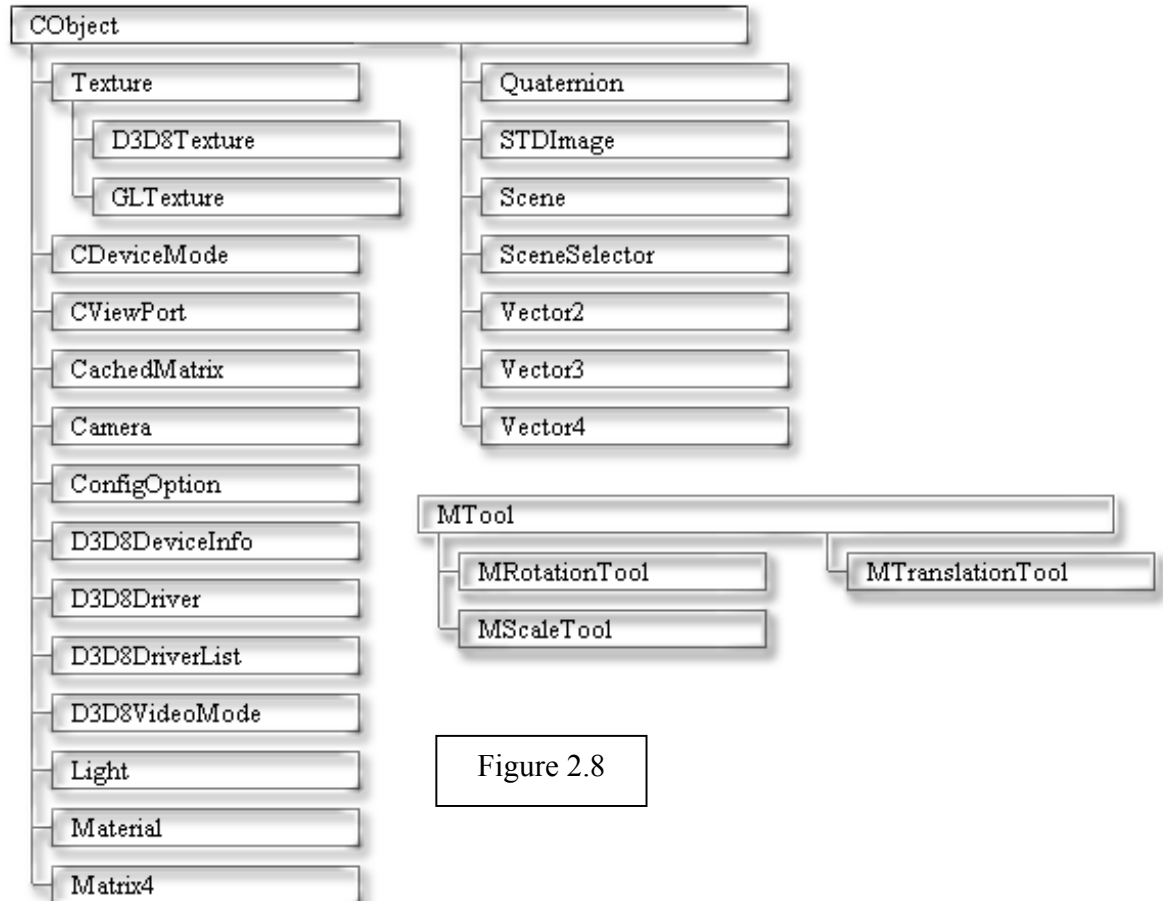 CObject
Texture
D3D8Texture
GLTexture
CDeviceMode
CViewPort
CachedMatrix
Camera
ConfigOption
D3D8DeviceInfo
D3D8Driver
D3D8DriverList
D3D8VideoMode
Light
Material
Matrix4
Quaternion
STDImage
Scene
SceneSelector
Vector2
Vector3
Vector4
MTool
MRotationTool
MScaleTool
MTranslationTool
Figure 2.8